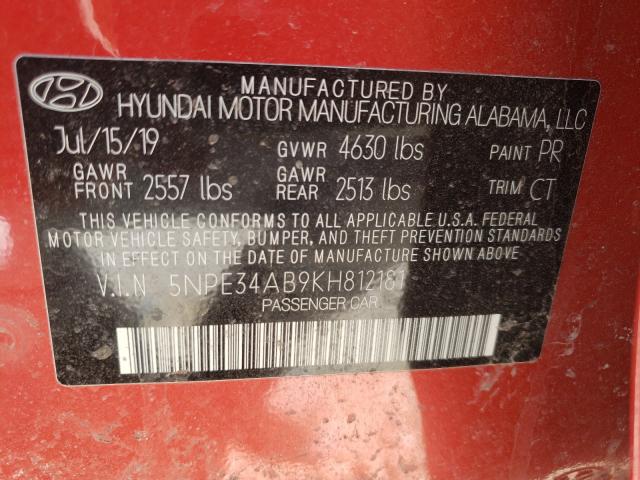 MANUFACTURED BY
HYUNDAI MOTOR MANUFACTURING ALABAMA, LLC
Jul/15/19 GVWR 4630 lbs PAINT PR
GAWR FRONT 2557 lbs GAWR REAR 2513 lbs TRIM CT
THIS VEHICLE CONFORMS TO ALL APPLICABLE U.S.A. FEDERAL
MOTOR VEHICLE SAFETY, BUMPER, AND THEFT PREVENTION STANDARDS
IN EFFECT ON THE DATE OF MANUFACTURE SHOWN ABOVE.
V.I.N 5NPE34AB9KH812181
PASSENGER CAR